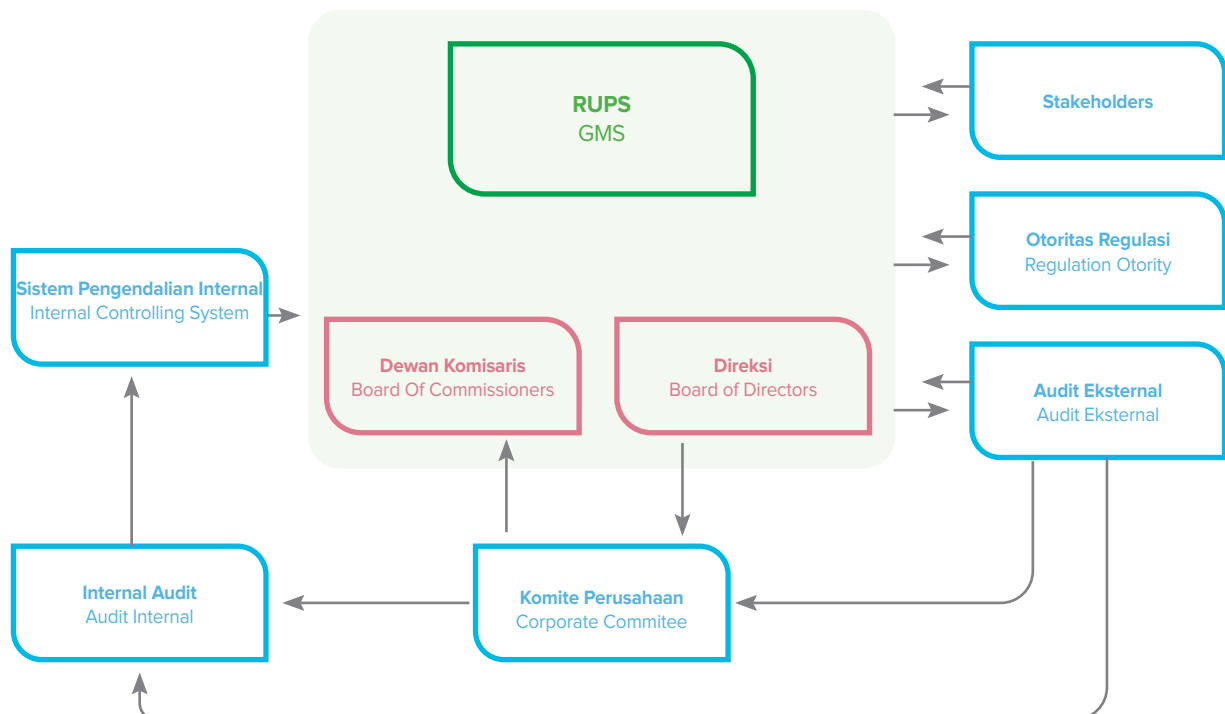 RUPS
GMS
Stakeholders
Otoritas Regulasi
Regulation Otority
Sistem Pengendalian Internal
Internal Controlling System
Dewan Komisaris
Board Of Commissioners
Direksi
Board of Directors
Audit Eksternal
Audit Eksternal
Internal Audit
Audit Internal
Komite Perusahaan
Corporate Commitee